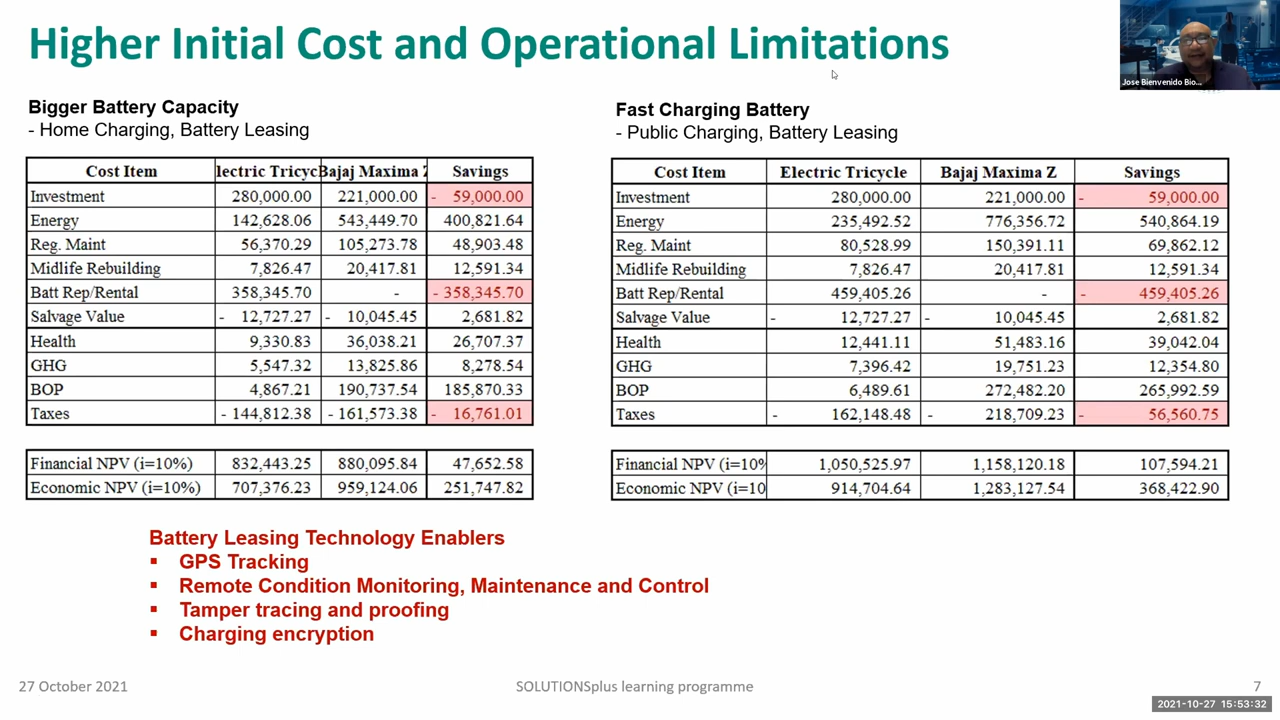 Higher Initial Cost and Operational Limitations
Jose Bienvenido Bio...
Bigger Battery Capacity
- Home Charging, Battery Leasing
Cost Item lectric Tricyc Bajaj Maxima Z Savings
Investment 280,000.00 221,000.00 - 59,000.00
Energy 142,628.06 543,449.70 400,821.64
Reg. Maint 56,370.29 105,273.78 48,903.48
Midlife Rebuilding 7,826.47 20,417.81 12,591.34
Batt Rep/Rental 358,345.70 - - 358,345.70
Salvage Value - 12,727.27 - 10,045.45 2,681.82
Health 9,330.83 36,038.21 26,707.37
GHG 5,547.32 13,825.86 8,278.54
BOP 4,867.21 190,737.54 185,870.33
Taxes - 144,812.38 - 161,573.38 - 16,761.01
Financial NPV (i=10%) 832,443.25 880,095.84 47,652.58
Economic NPV (i=10%) 707,376.23 959,124.06 251,747.82
Fast Charging Battery
- Public Charging, Battery Leasing
Cost Item Electric Tricycle Bajaj Maxima Z Savings
Investment 280,000.00 221,000.00 - 59,000.00
Energy 235,492.52 776,356.72 540,864.19
Reg. Maint 80,528.99 150,391.11 69,862.12
Midlife Rebuilding 7,826.47 20,417.81 12,591.34
Batt Rep/Rental 459,405.26 - - 459,405.26
Salvage Value - 12,727.27 - 10,045.45 2,681.82
Health 12,441.11 51,483.16 39,042.04
GHG 7,396.42 19,751.23 12,354.80
BOP 6,489.61 272,482.20 265,992.59
Taxes - 162,148.48 - 218,709.23 - 56,560.75
Financial NPV (i=10% 1,050,525.97 1,158,120.18 107,594.21
Economic NPV (i=10 914,704.64 1,283,127.54 368,422.90
Battery Leasing Technology Enablers
▪ GPS Tracking
▪ Remote Condition Monitoring, Maintenance and Control
▪ Tamper tracing and proofing
▪ Charging encryption
27 October 2021 SOLUTIONSplus learning programme 7
2021-10-27 15:53:32